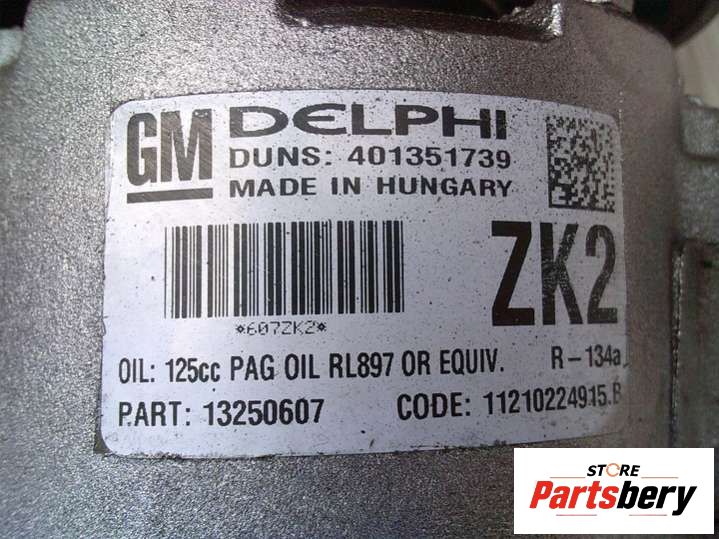 GM DELPHI
DUNS: 401351739
MADE IN HUNGARY
ZK2
*607ZK2*
OIL: 125cc PAG OIL RL897 OR EQUIV. R-134a
PART: 13250607 CODE: 11210224915.B
STORE
Partsbery